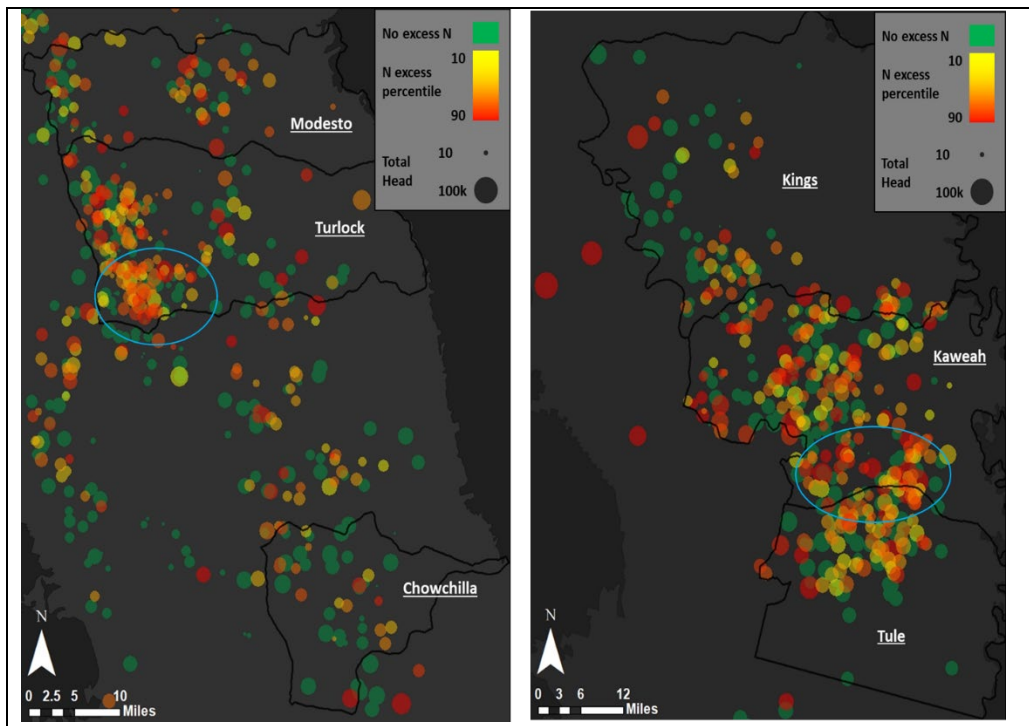 No excess N
10
N excess
percentile
90
Total
Head
10
100k
Modesto
Turlock
Chowchilla
N
0 2.5 5 10
Miles
No excess N
10
N excess
percentile
90
Total
Head
10
100k
Kings
Kaweah
Tule
N
0 3 6 12
Miles